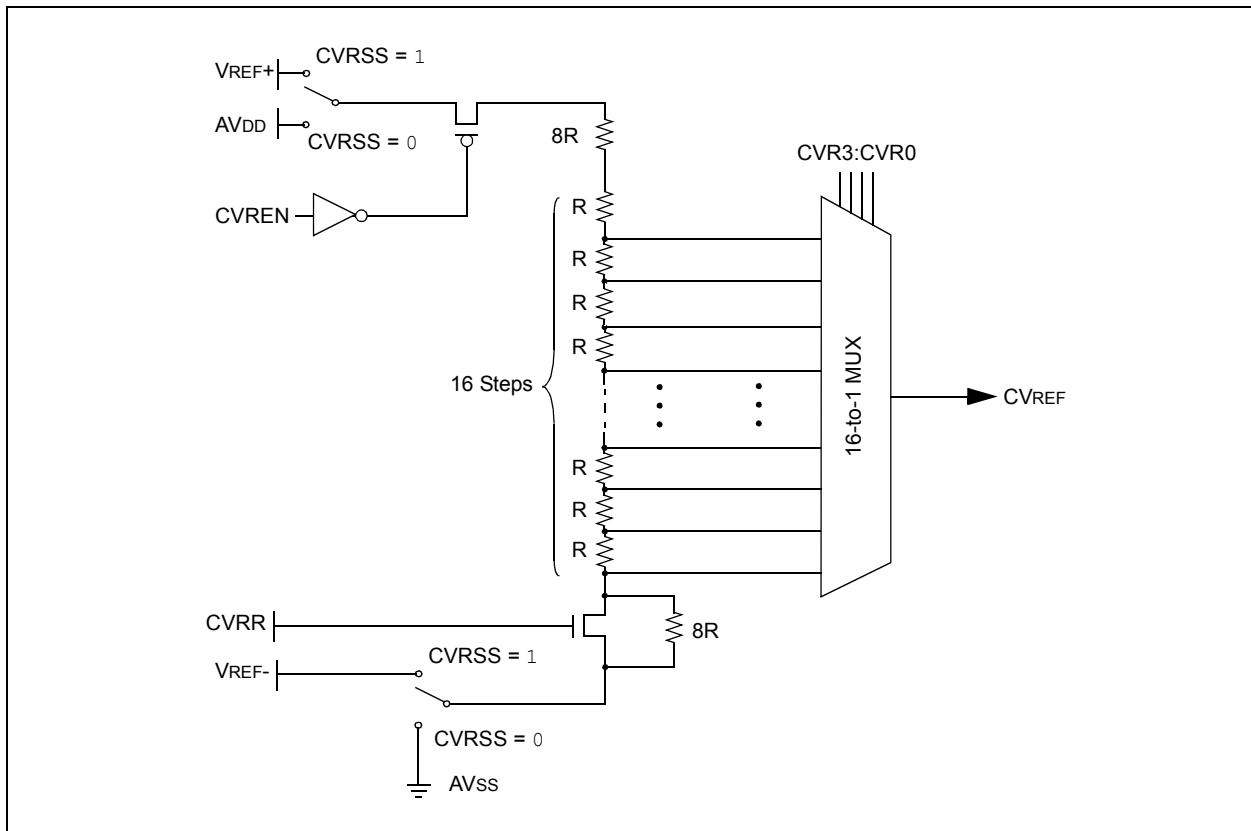 CVRSS = 1
VREF+
AVDD
CVRSS = 0
8R
CVR3:CVR0
CVREN
R
R
R
R
16 Steps
16-to-1 MUX
CVREF
R
R
R
CVRR
8R
CVRSS = 1
VREF-
CVRSS = 0
AVSS